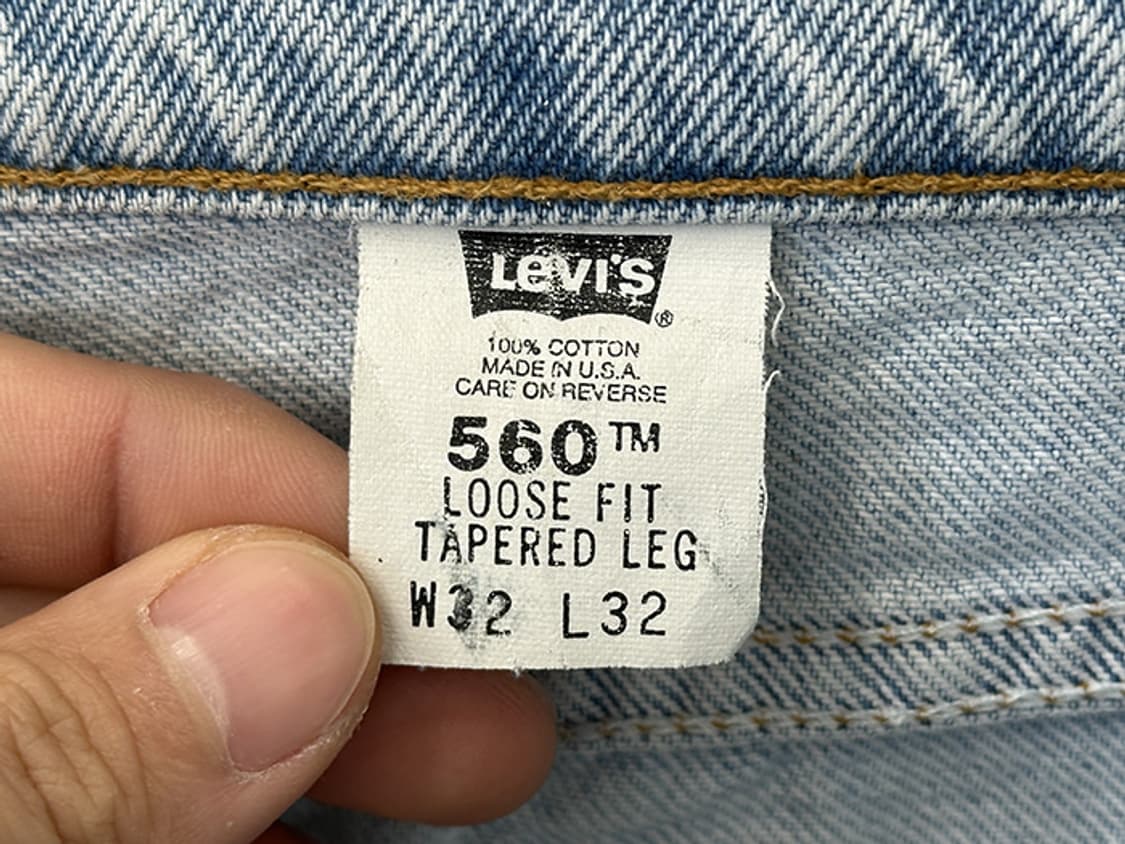 LEVI'S ®
100% COTTON
MADE IN U.S.A.
CARE ON REVERSE
560™
LOOSE FIT
TAPERED LEG
W32 L32